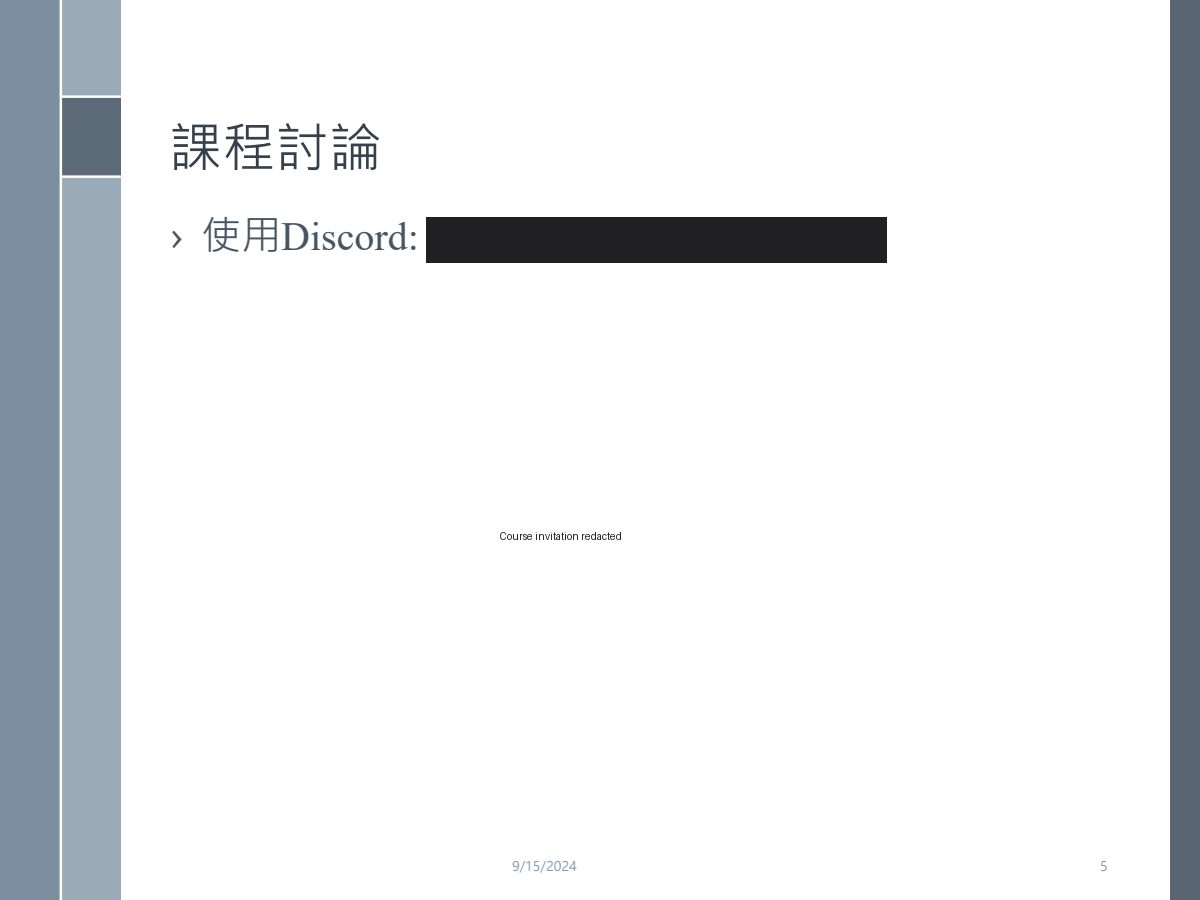 課程討論
› 使用Discord:
Course invitation redacted
9/15/2024
5